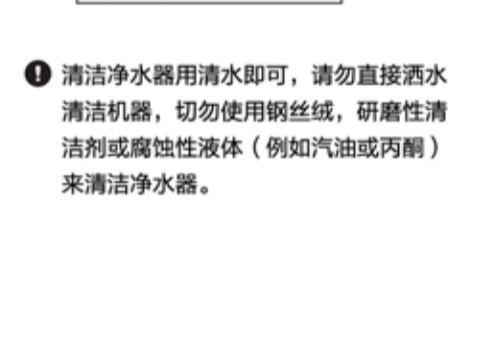 清洁净水器用清水即可，请勿直接洒水
清洁机器，切勿使用钢丝绒，研磨性清
洁剂或腐蚀性液体（例如汽油或丙酮）
来清洁净水器。